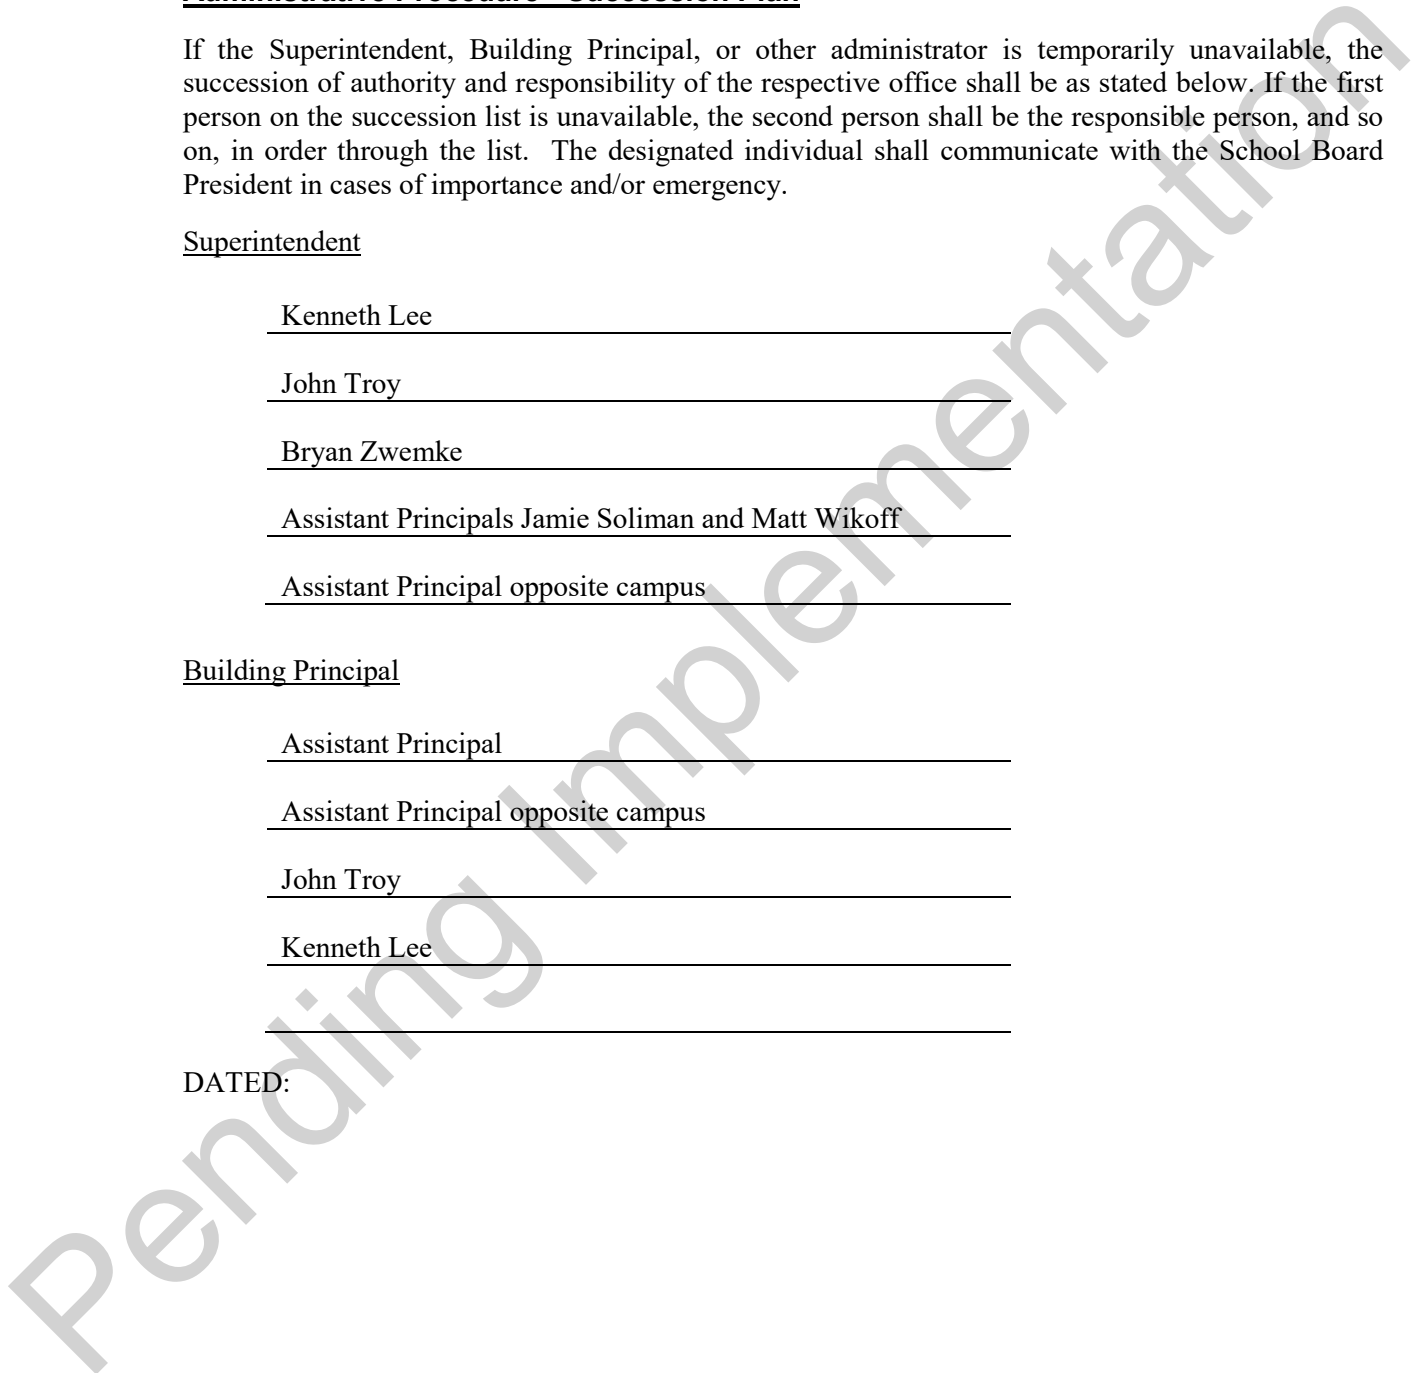 Administrative Procedure - Succession Plan
If the Superintendent, Building Principal, or other administrator is temporarily unavailable, the
succession of authority and responsibility of the respective office shall be as stated below. If the first
person on the succession list is unavailable, the second person shall be the responsible person, and so
on, in order through the list.  The designated individual shall communicate with the School Board
President in cases of importance and/or emergency.
Superintendent
Kenneth Lee
John Troy
Bryan Zwemke
Assistant Principals Jamie Soliman and Matt Wikoff
Assistant Principal opposite campus
Building Principal
Assistant Principal
Assistant Principal opposite campus
John Troy
Kenneth Lee
DATED:
Pending Implementation